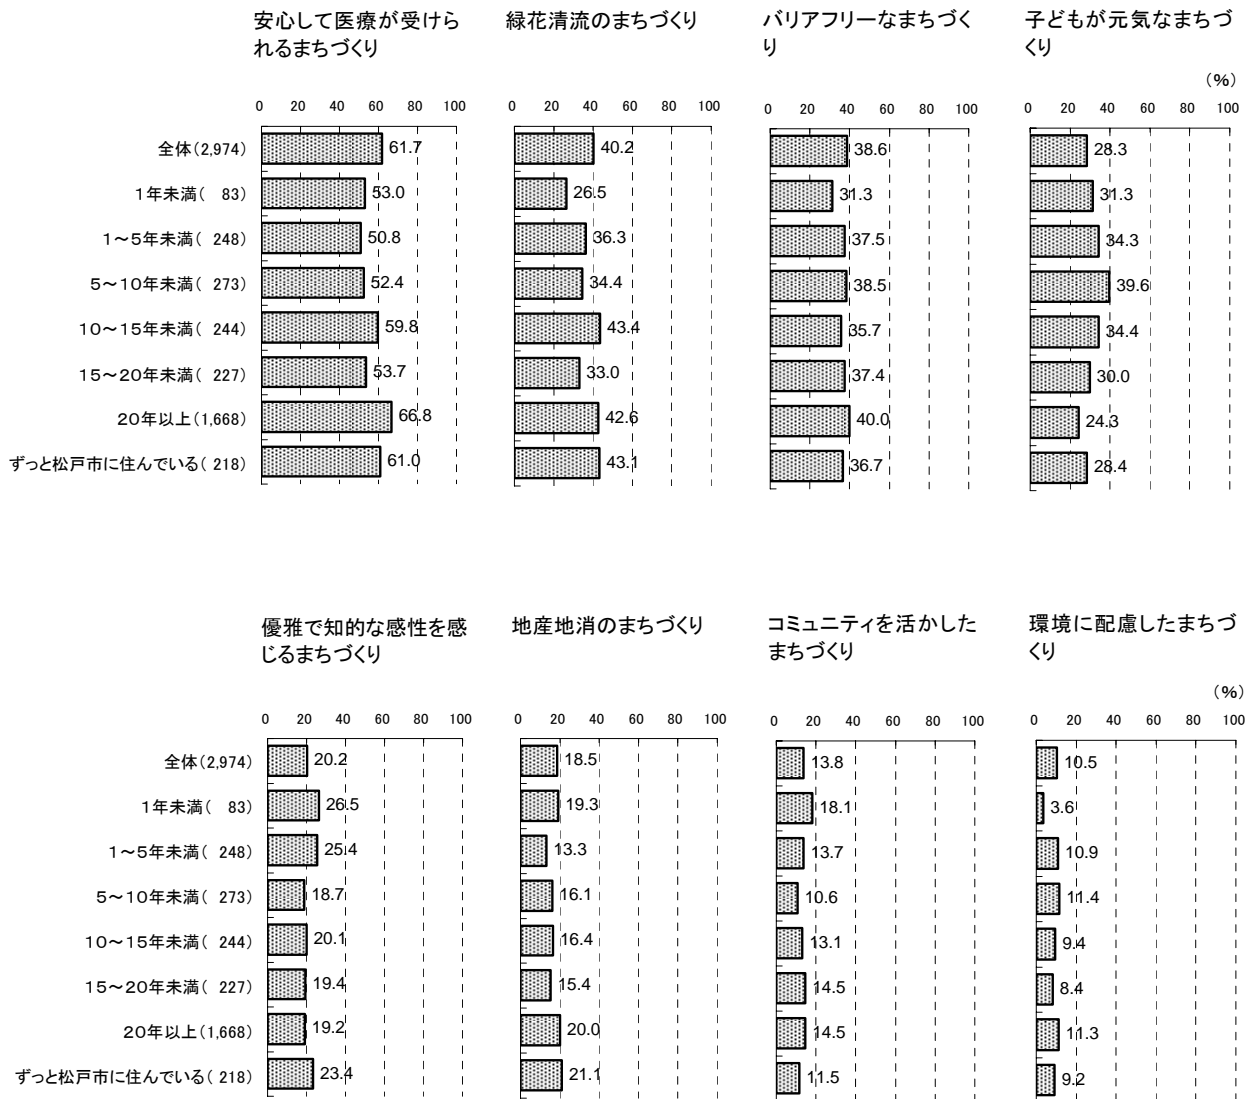 安心して医療が受けら
れるまちづくり
緑花清流のまちづくり
バリアフリーなまちづく
り
子どもが元気なまちづ
くり
(%)
0 20 40 60 80 100 0 20 40 60 80 100 0 20 40 60 80 100 0 20 40 60 80 100
全体(2,974) 61.7 40.2 38.6 28.3
1年未満( 83) 53.0 26.5 31.3 31.3
1～5年未満( 248) 50.8 36.3 37.5 34.3
5～10年未満( 273) 52.4 34.4 38.5 39.6
10～15年未満( 244) 59.8 43.4 35.7 34.4
15～20年未満( 227) 53.7 33.0 37.4 30.0
20年以上(1,668) 66.8 42.6 40.0 24.3
ずっと松戸市に住んでいる( 218) 61.0 43.1 36.7 28.4
優雅で知的な感性を感
じるまちづくり
地産地消のまちづくり
コミュニティを活かした
まちづくり
環境に配慮したまちづ
くり
(%)
0 20 40 60 80 100 0 20 40 60 80 100 0 20 40 60 80 100 0 20 40 60 80 100
全体(2,974) 20.2 18.5 13.8 10.5
1年未満( 83) 26.5 19.3 18.1 3.6
1～5年未満( 248) 25.4 13.3 13.7 10.9
5～10年未満( 273) 18.7 16.1 10.6 11.4
10～15年未満( 244) 20.1 16.4 13.1 9.4
15～20年未満( 227) 19.4 15.4 14.5 8.4
20年以上(1,668) 19.2 20.0 14.5 11.3
ずっと松戸市に住んでいる( 218) 23.4 21.1 11.5 9.2